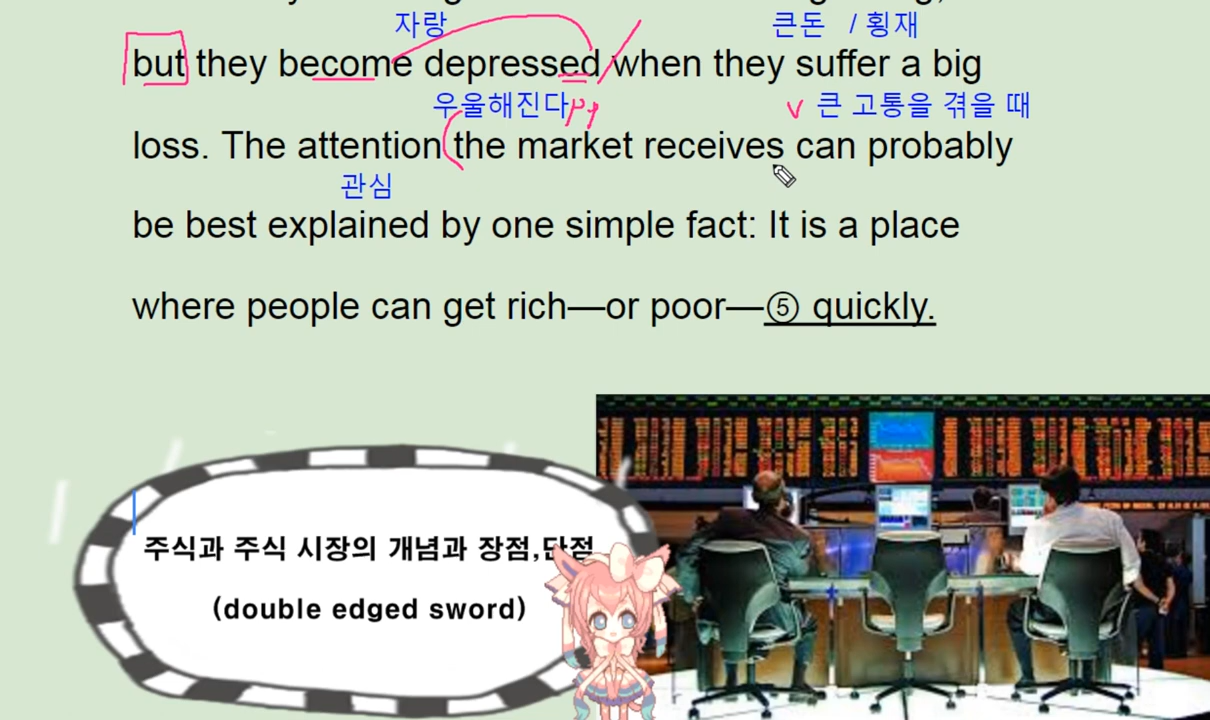 자랑 큰돈 / 횡재
but they become depressed when they suffer a big
우울해진다 p.p v 큰 고통을 겪을 때
loss. The attention the market receives can probably
관심
be best explained by one simple fact: It is a place
where people can get rich—or poor—⑤ quickly.
주식과 주식 시장의 개념과 장점,단점
(double edged sword)